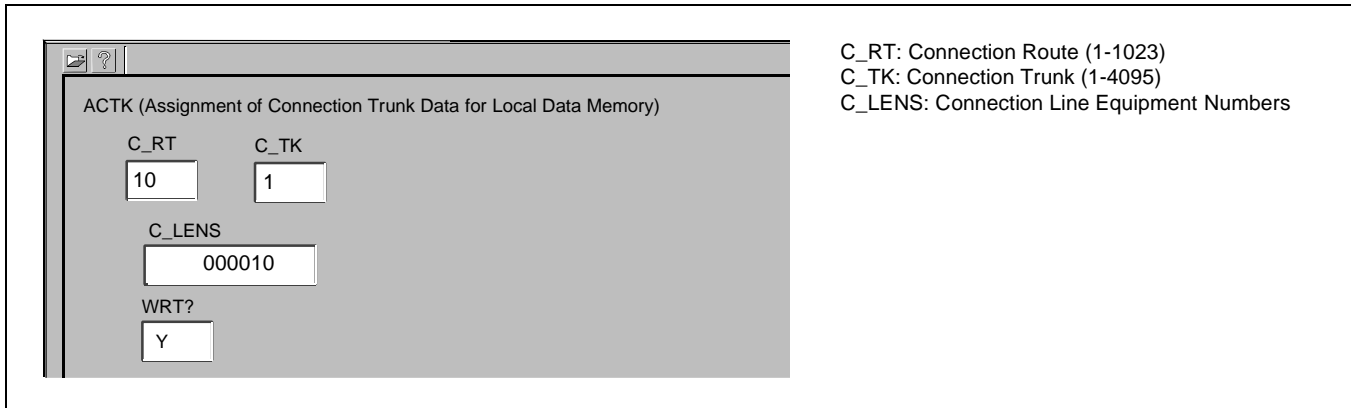 ?
ACTK (Assignment of Connection Trunk Data for Local Data Memory)
C_RT C_TK
10 1
C_LENS
000010
WRT?
Y
C_RT: Connection Route (1-1023)
C_TK: Connection Trunk (1-4095)
C_LENS: Connection Line Equipment Numbers